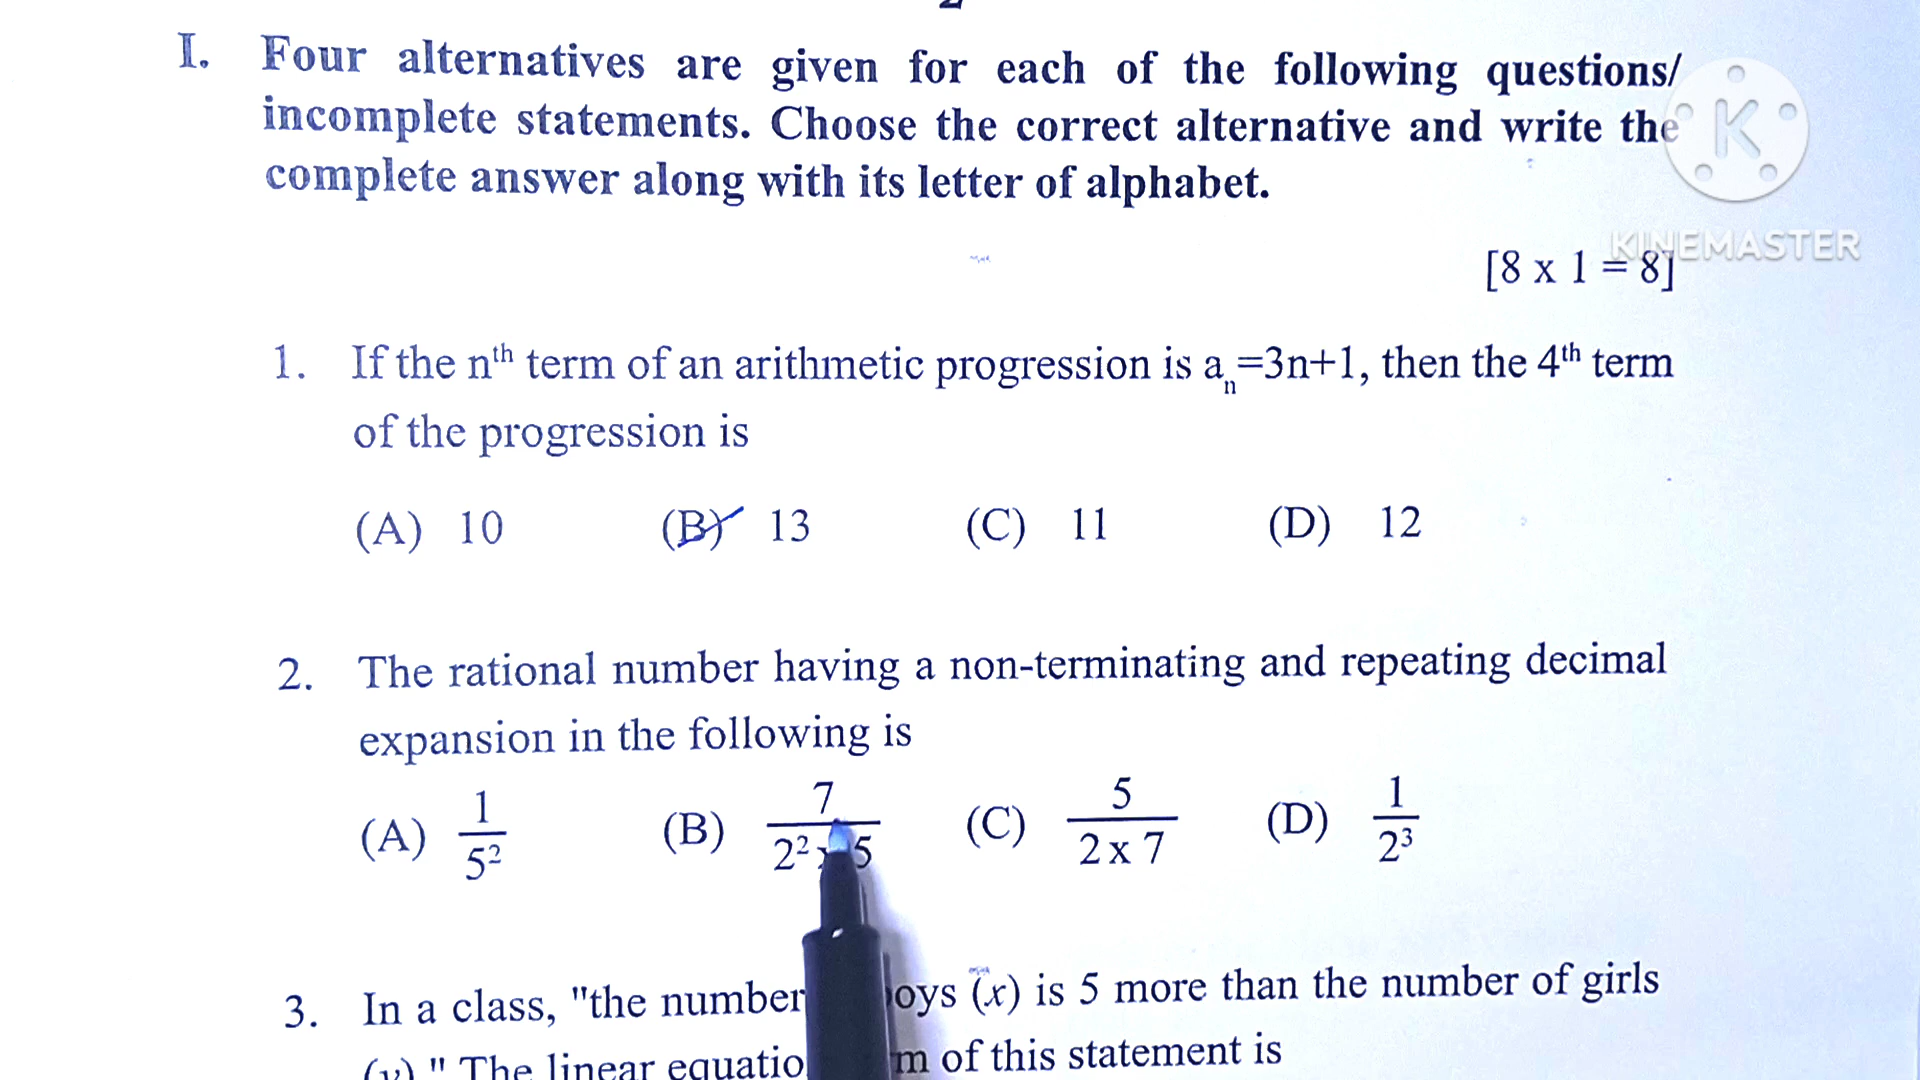 I. Four alternatives are given for each of the following questions/
incomplete statements. Choose the correct alternative and write the
complete answer along with its letter of alphabet.
K
KINEMASTER
[8 x 1 = 8]
1. If the nᵗʰ term of an arithmetic progression is aₙ=3n+1, then the 4ᵗʰ term
of the progression is
(A) 10 (B) 13 (C) 11 (D) 12
2. The rational number having a non-terminating and repeating decimal
expansion in the following is
(A) 1/5² (B) 7/2² x 5 (C) 5/2 x 7 (D) 1/2³
3. In a class, "the number boys (x) is 5 more than the number of girls
(y)." The linear of this statement is